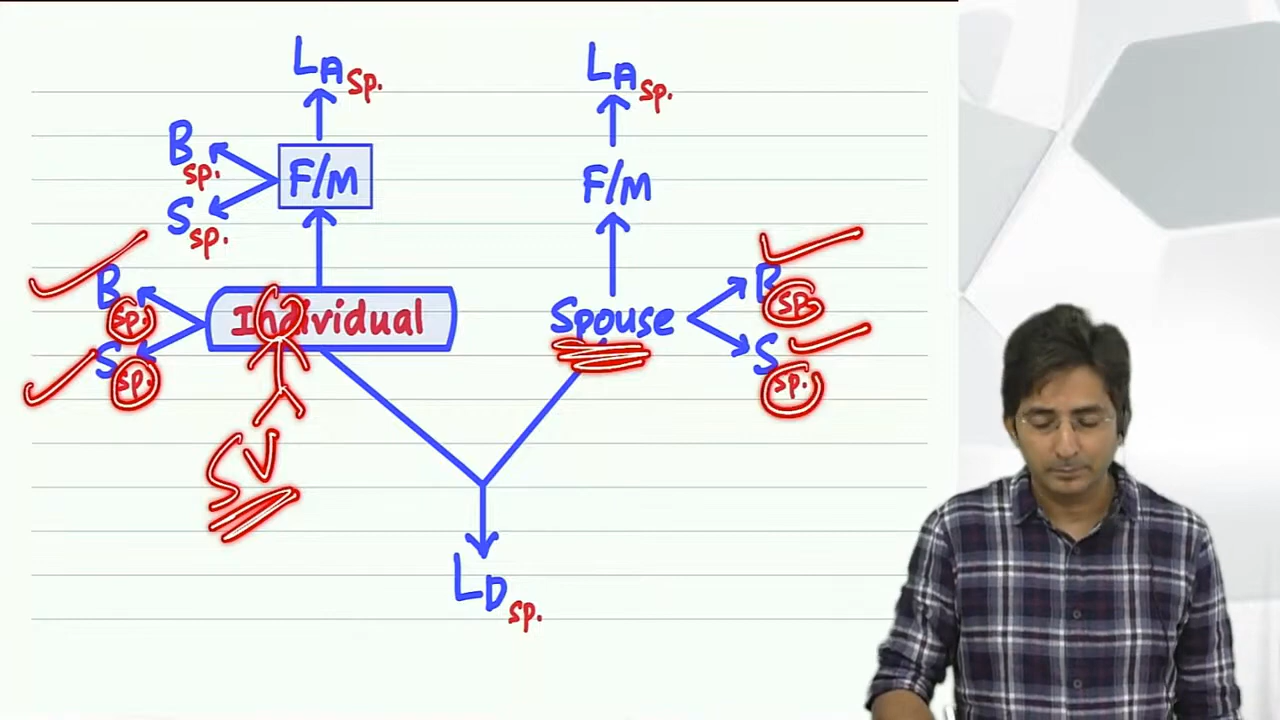 LA sp.
LA sp.
B sp.
F/M
F/M
S sp.
B sp.
Individual
Spouse
B sp.
S sp.
S sp.
SV
LD sp.